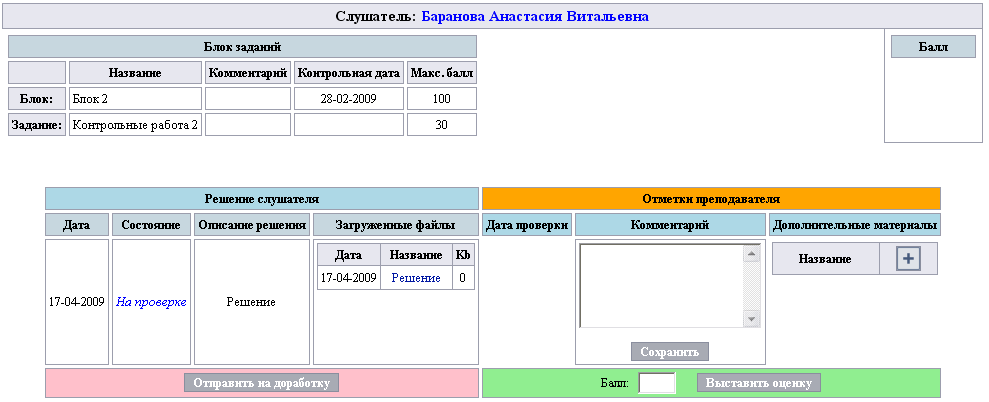 Слушатель: Баранова Анастасия Витальевна
Блок заданий
Балл
Название Комментарий Контрольная дата Макс. балл
Блок: Блок 2 28-02-2009 100
Задание: Контрольные работа 2 30
Решение слушателя Отметки преподавателя
Дата Состояние Описание решения Загруженные файлы Дата проверки Комментарий Дополнительные материалы
Дата Название Kb
Название +
17-04-2009 Решение 0
17-04-2009 На проверке Решение
Сохранить
Отправить на доработку Балл: Выставить оценку